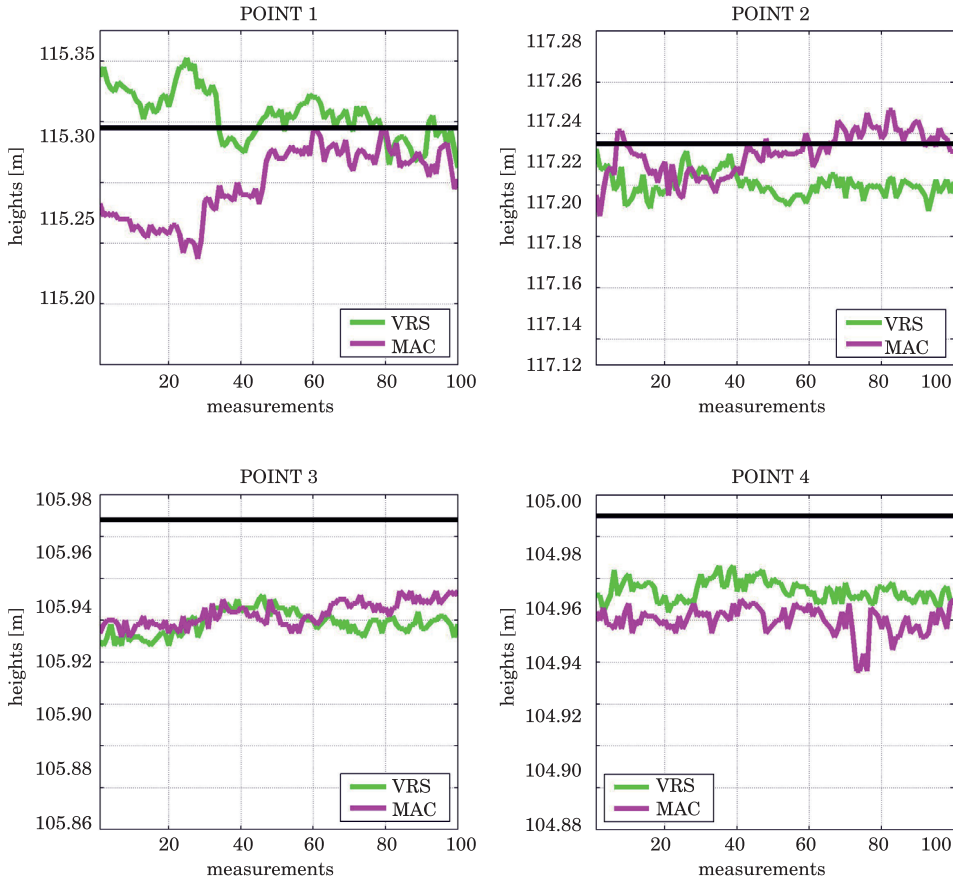 POINT 1
115.35
115.30
115.25
115.20
heights [m]
VRS
MAC
20 40 60 80 100
measurements
POINT 2
117.28
117.26
117.24
117.22
117.20
117.18
117.16
117.14
117.12
heights [m]
VRS
MAC
20 40 60 80 100
measurements
POINT 3
105.98
105.96
105.94
105.92
105.90
105.88
105.86
heights [m]
VRS
MAC
20 40 60 80 100
measurements
POINT 4
105.00
104.98
104.96
104.94
104.92
104.90
104.88
heights [m]
VRS
MAC
20 40 60 80 100
measurements